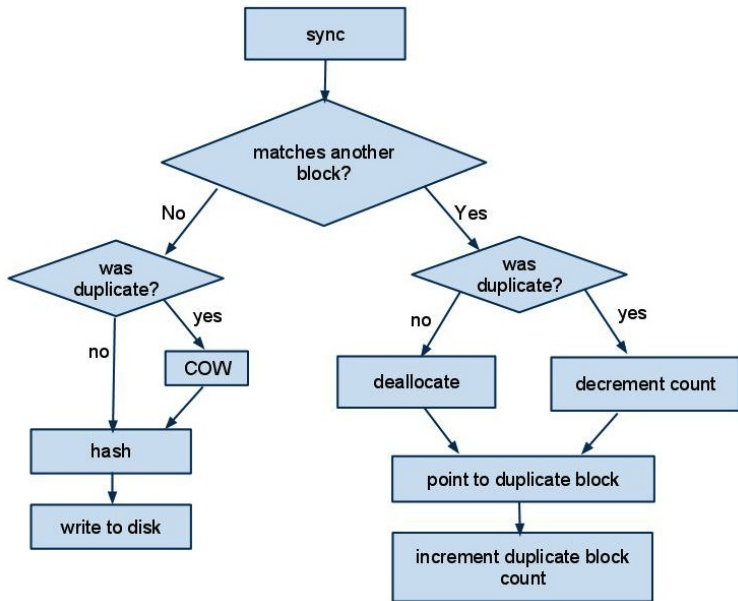 sync
matches another
block?
No
Yes
was
duplicate?
was
duplicate?
yes
no
no
yes
COW
deallocate
decrement count
hash
point to duplicate block
write to disk
increment duplicate block
count